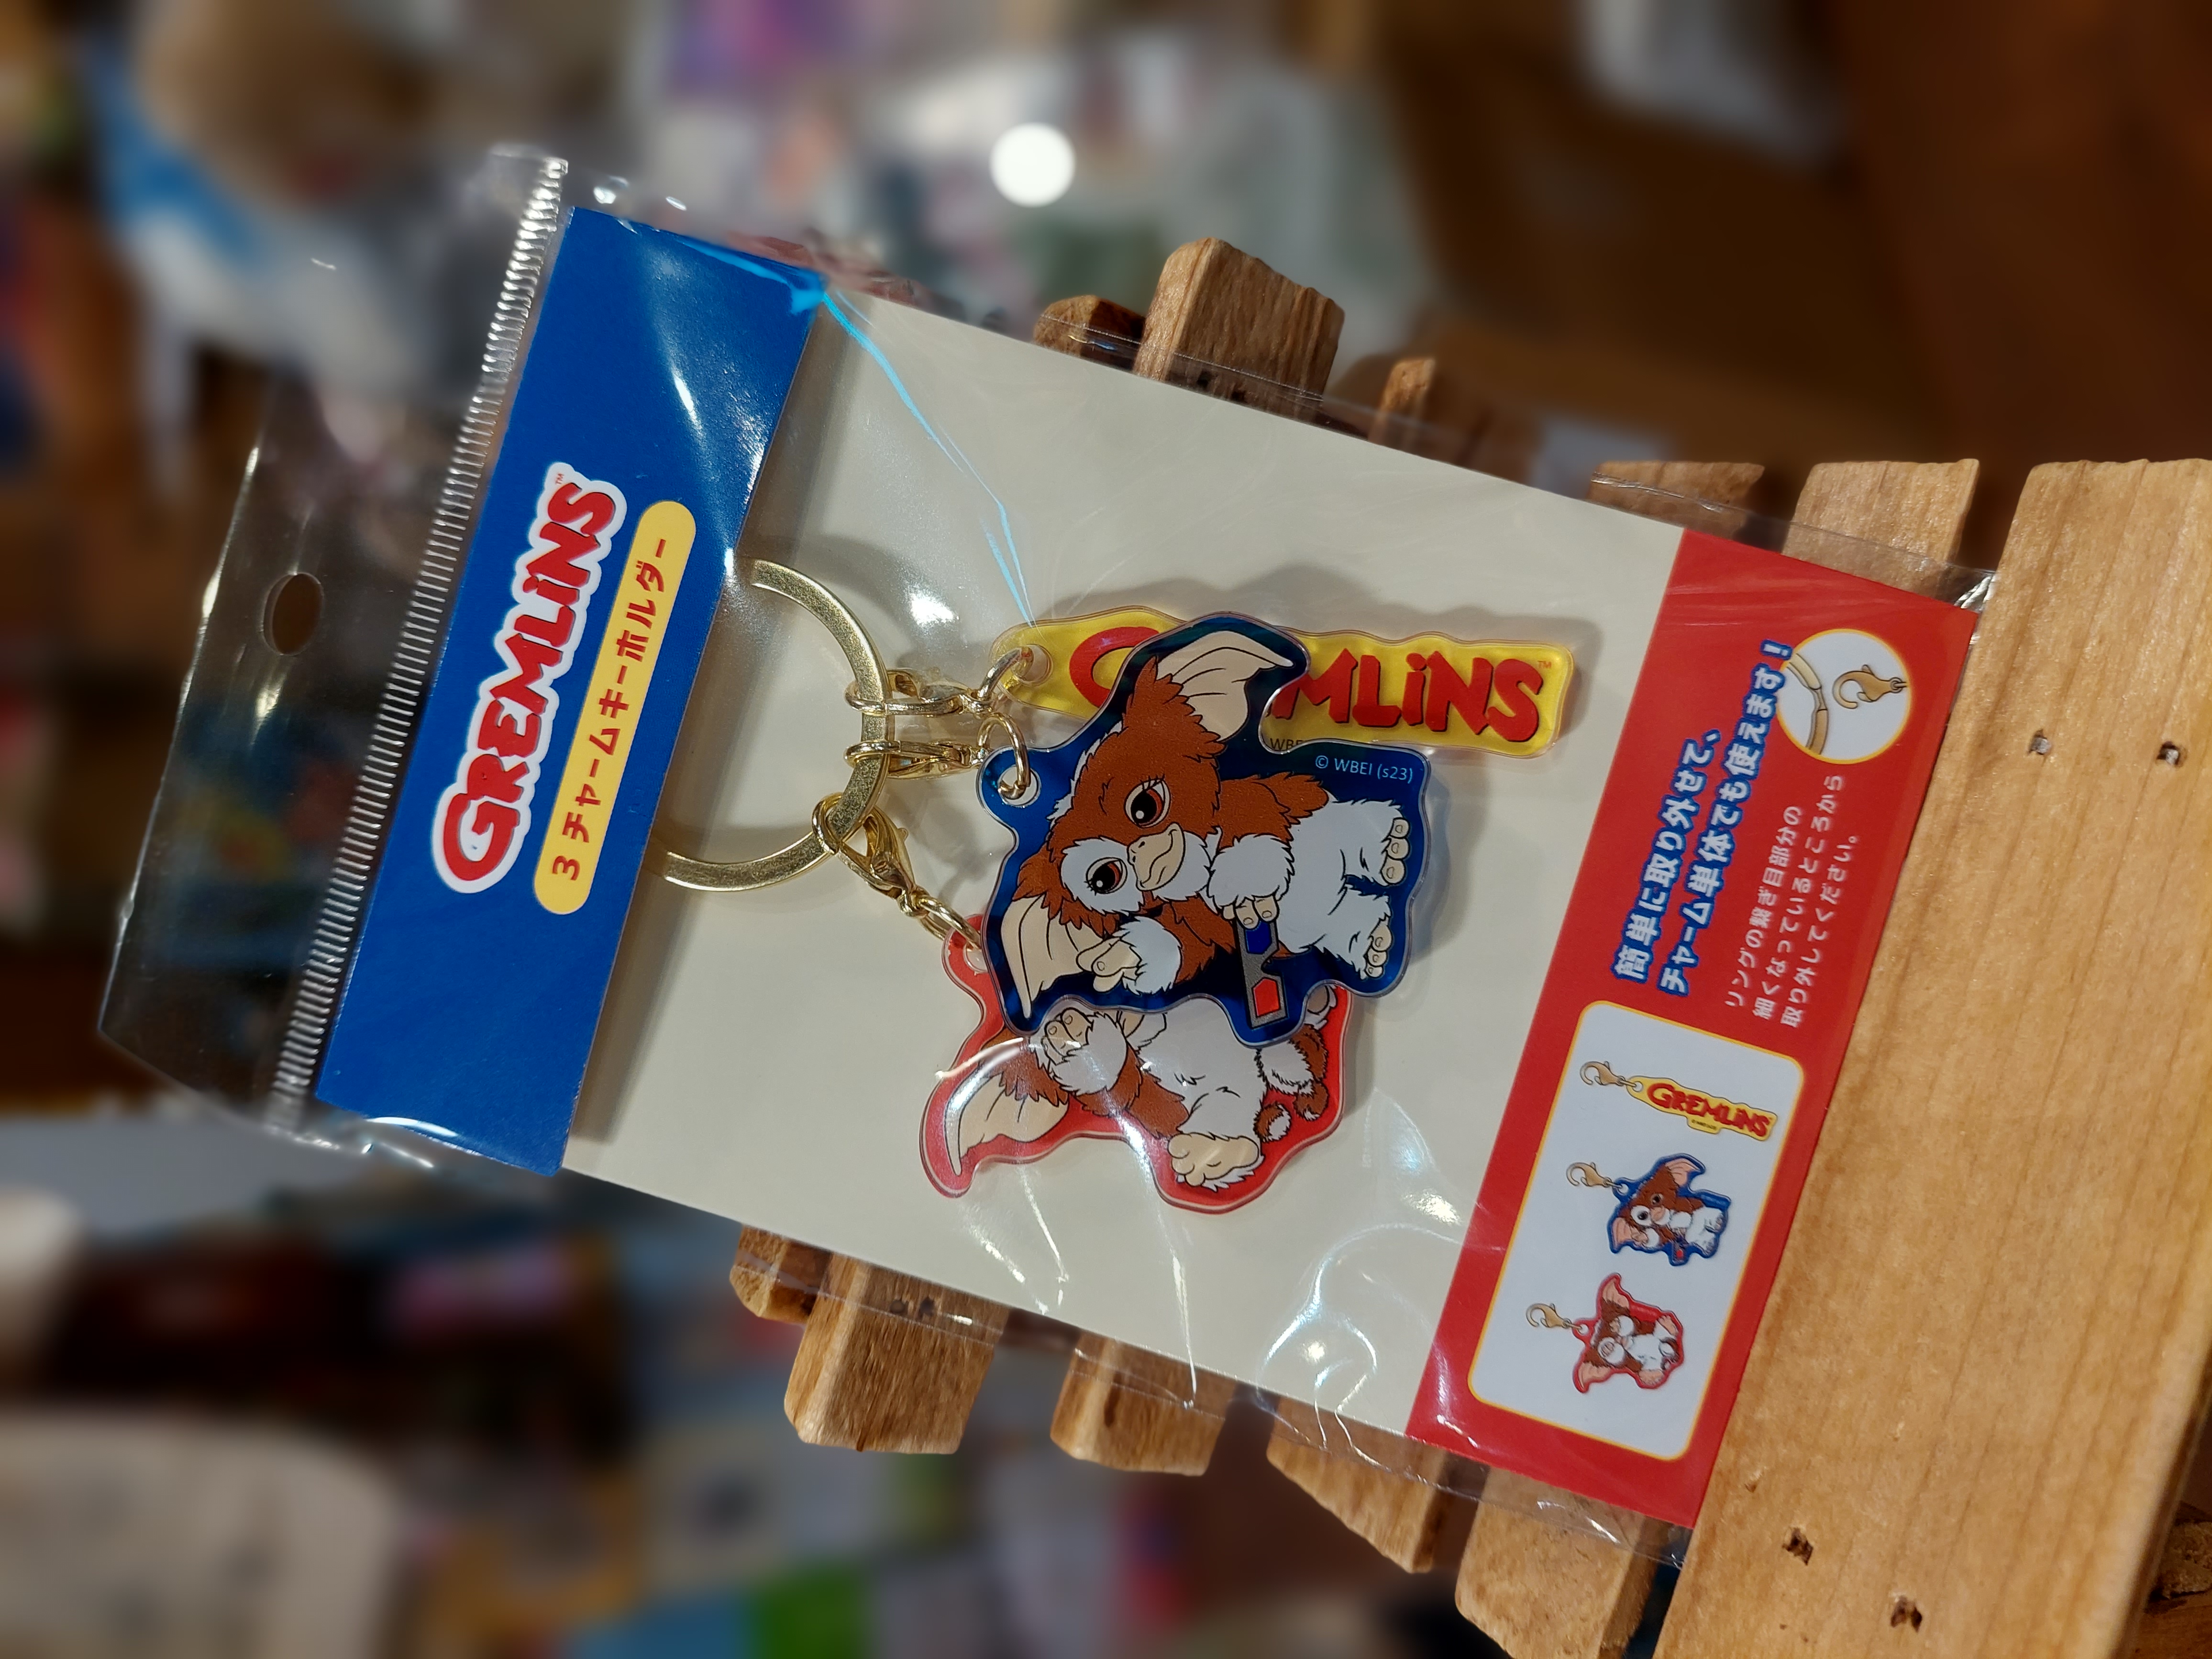 GREMLINS™
3チャームキーホルダー
GREMLINS™
WBE
© WBEI (s23)
簡単に取り外せて、
チャーム単体でも使えます!
リングの繋ぎ目部分の
細くなっているところから
取り外してください。
GREMLINS